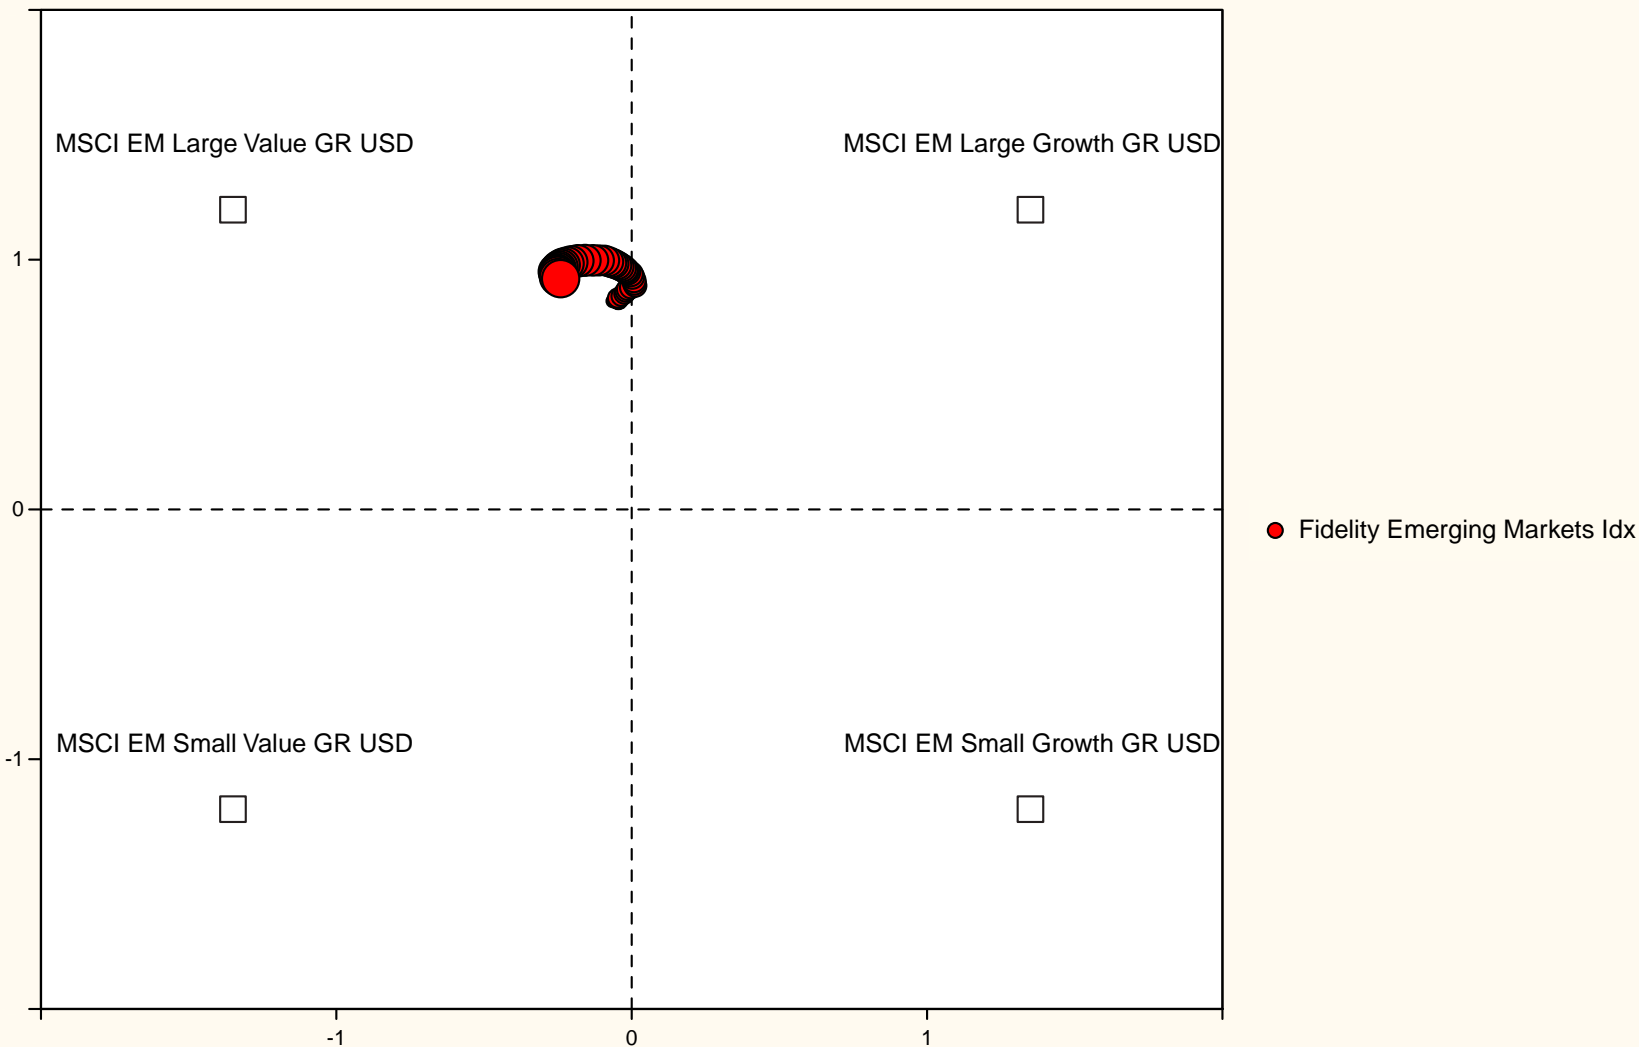 MSCI EM Large Value GR USD
MSCI EM Large Growth GR USD
1
0
Fidelity Emerging Markets Idx
MSCI EM Small Value GR USD
MSCI EM Small Growth GR USD
-1
-1
0
1